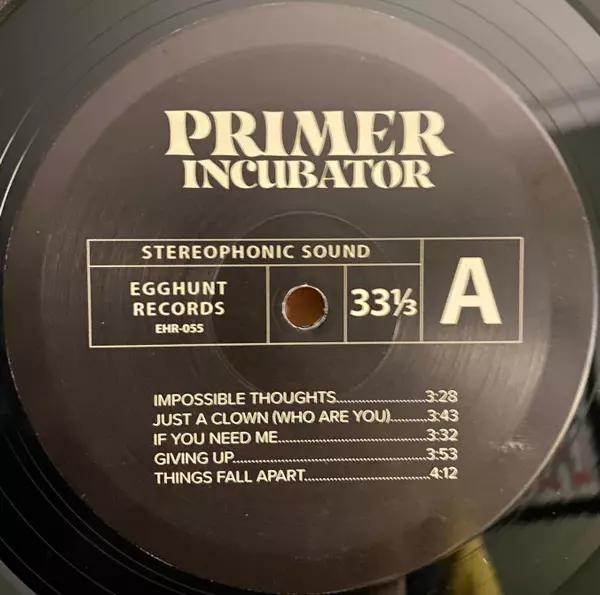 PRIMER
INCUBATOR
STEREOPHONIC SOUND
EGGHUNT
RECORDS
EHR-055
33⅓
A
IMPOSSIBLE THOUGHTS........................3:28
JUST A CLOWN (WHO ARE YOU).........3:43
IF YOU NEED ME......................................3:32
GIVING UP.................................................3:53
THINGS FALL APART................................4:12